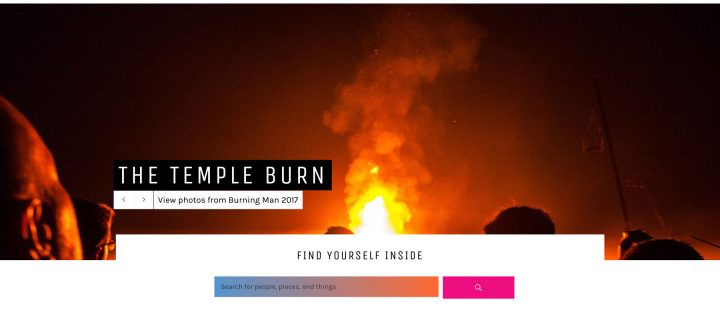 THE TEMPLE BURN
View photos from Burning Man 2017
FIND YOURSELF INSIDE
Search for people, places, and things